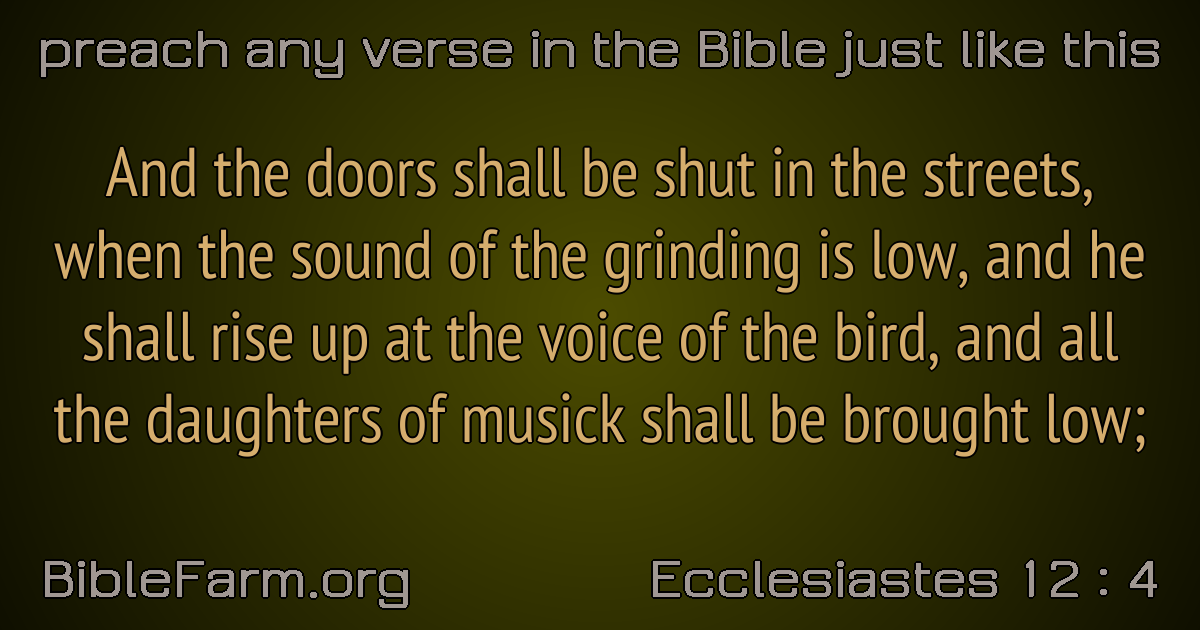 preach any verse in the Bible just like this
And the doors shall be shut in the streets,
when the sound of the grinding is low, and he
shall rise up at the voice of the bird, and all
the daughters of musick shall be brought low;
BibleFarm.org
Ecclesiastes 12 : 4